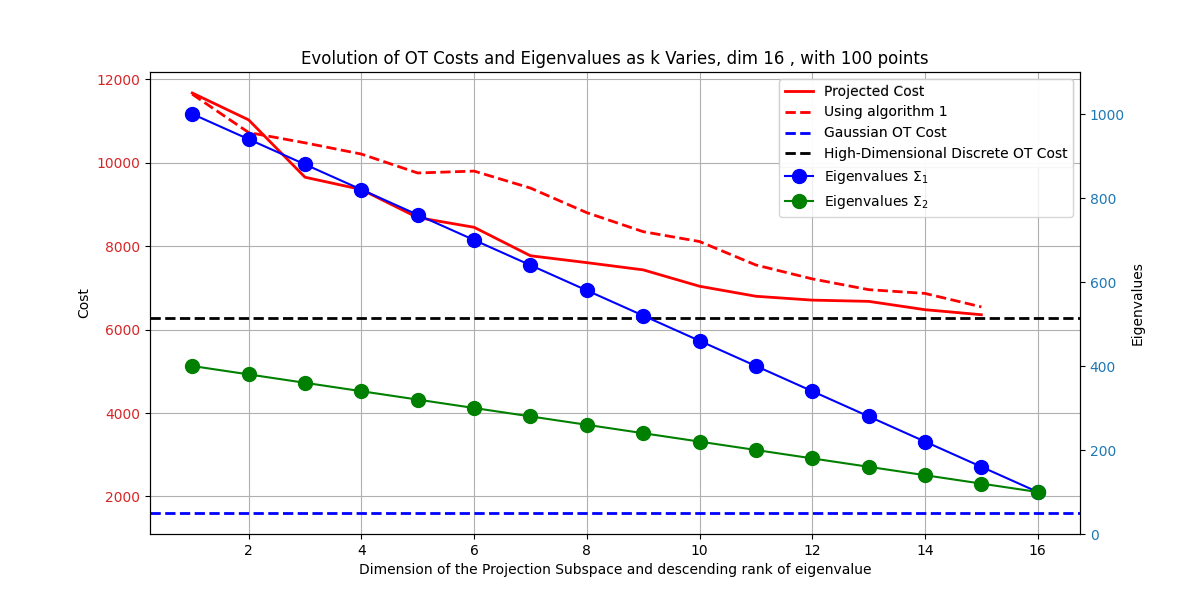 Evolution of OT Costs and Eigenvalues as k Varies, dim 16 , with 100 points
Projected Cost
Using algorithm 1
Gaussian OT Cost
High-Dimensional Discrete OT Cost
Eigenvalues Σ₁
Eigenvalues Σ₂
Cost
12000
10000
8000
6000
4000
2000
1000
800
600
400
200
0
Eigenvalues
2 4 6 8 10 12 14 16
Dimension of the Projection Subspace and descending rank of eigenvalue